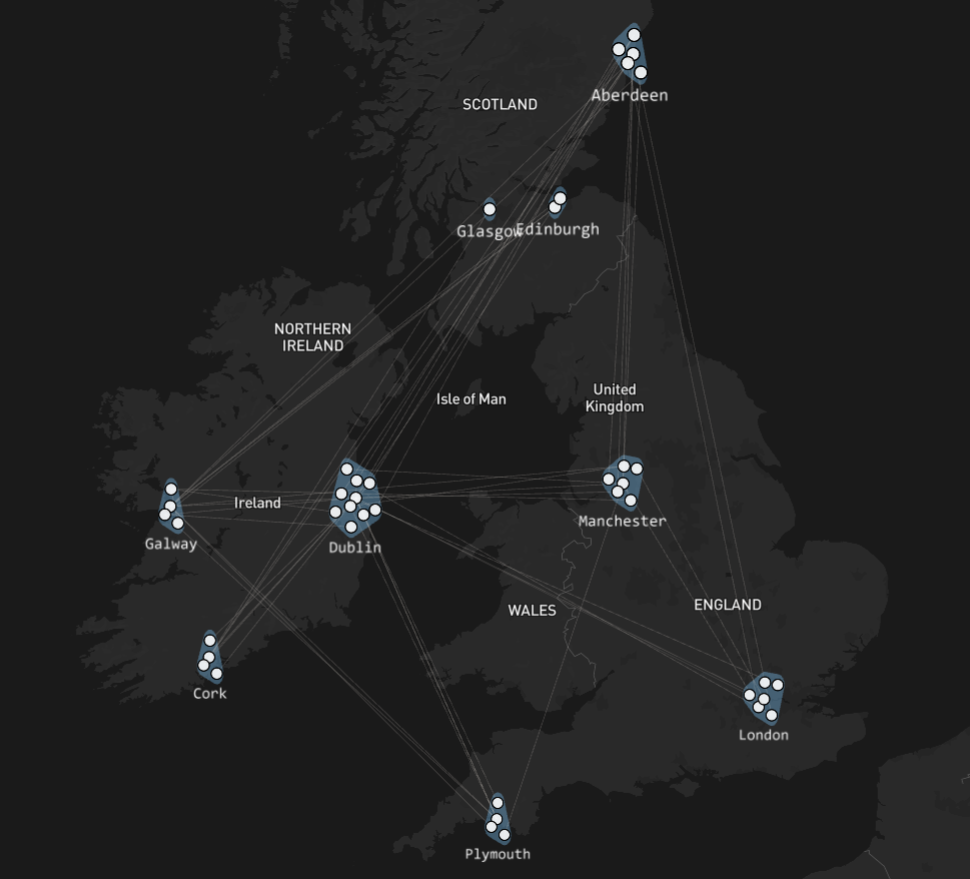 Aberdeen
SCOTLAND
Glasgow
Edinburgh
NORTHERN
IRELAND
Isle of Man
United
Kingdom
Ireland
Galway
Dublin
Manchester
WALES
ENGLAND
Cork
London
Plymouth